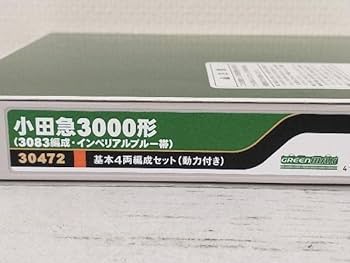 小田急3000形
(3083編成・インペリアルブルー帯)
30472 基本4両編成セット(動力付き)
GREENMAX